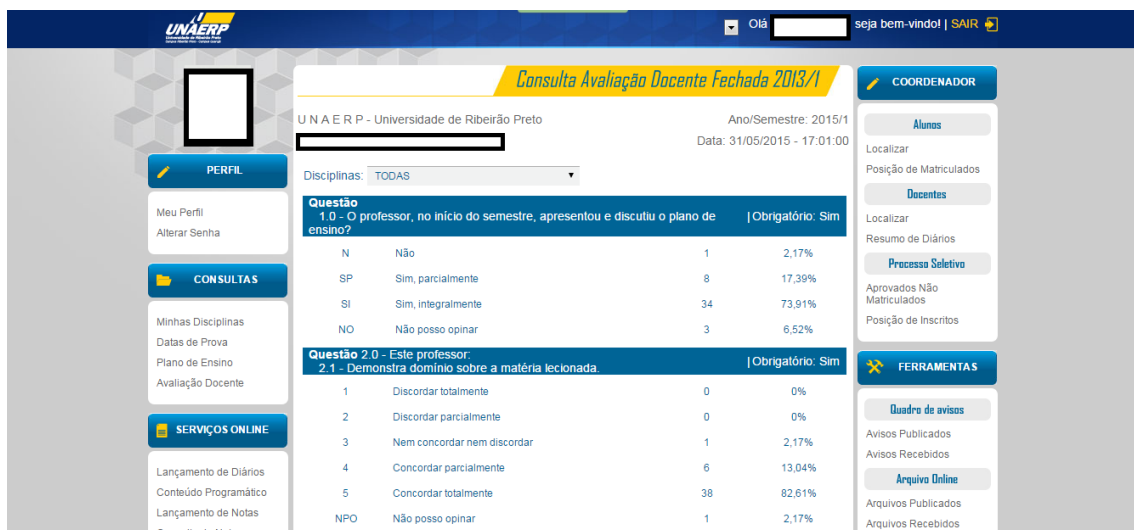 UNAERP
Olá
seja bem-vindo! | SAIR
Consulta Avaliação Docente Fechada 2013/1
U N A E R P - Universidade de Ribeirão Preto
Ano/Semestre: 2015/1
Data: 31/05/2015 - 17:01:00
Disciplinas: TODAS
Questão
1.0 - O professor, no início do semestre, apresentou e discutiu o plano de | Obrigatório: Sim
ensino?
N Não 1 2,17%
SP Sim, parcialmente 8 17,39%
SI Sim, integralmente 34 73,91%
NO Não posso opinar 3 6,52%
Questão 2.0 - Este professor:
2.1 - Demonstra domínio sobre a matéria lecionada. | Obrigatório: Sim
1 Discordar totalmente 0 0%
2 Discordar parcialmente 0 0%
3 Nem concordar nem discordar 1 2,17%
4 Concordar parcialmente 6 13,04%
5 Concordar totalmente 38 82,61%
NPO Não posso opinar 1 2,17%
PERFIL
Meu Perfil
Alterar Senha
CONSULTAS
Minhas Disciplinas
Datas de Prova
Plano de Ensino
Avaliação Docente
SERVIÇOS ONLINE
Lançamento de Diários
Conteúdo Programático
Lançamento de Notas
COORDENADOR
Alunos
Localizar
Posição de Matriculados
Docentes
Localizar
Resumo de Diários
Processo Seletivo
Aprovados Não
Matriculados
Posição de Inscritos
FERRAMENTAS
Quadro de avisos
Avisos Publicados
Avisos Recebidos
Arquivo Online
Arquivos Publicados
Arquivos Recebidos